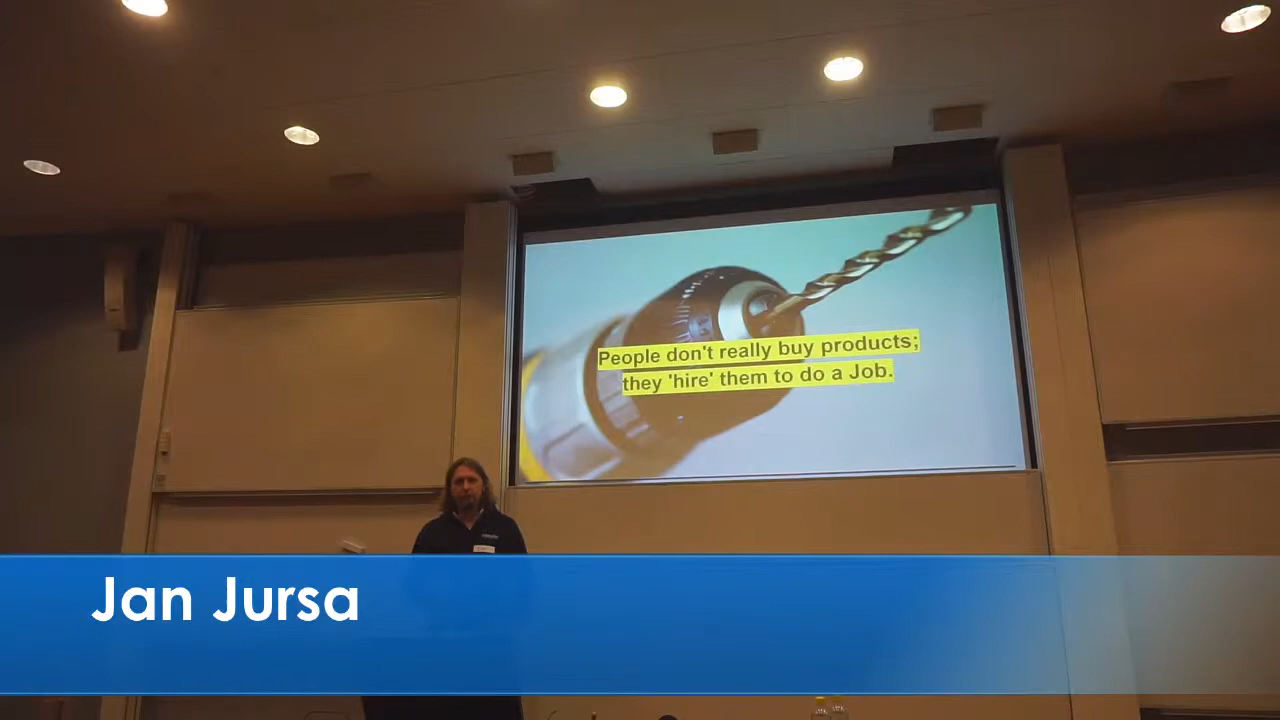 People don't really buy products;
they 'hire' them to do a Job.
Jan Jursa